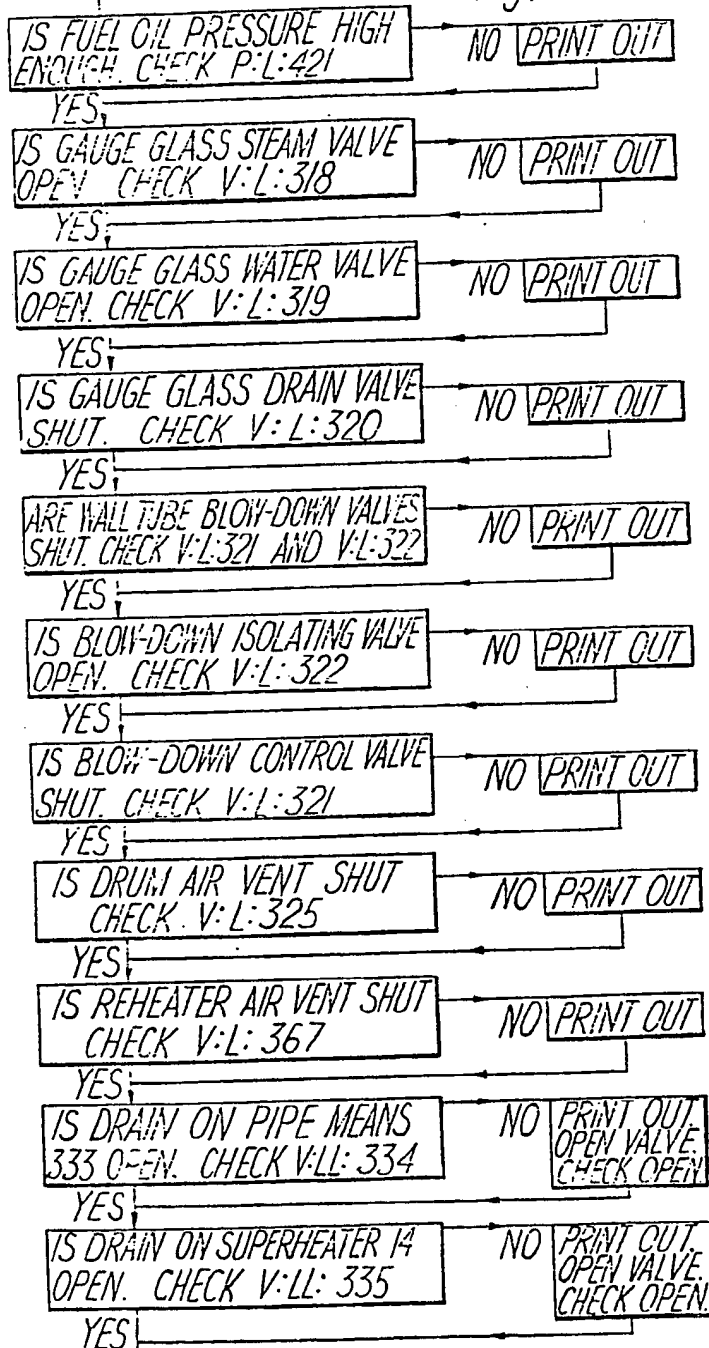 IS FUEL OIL PRESSURE HIGH
ENOUGH. CHECK P:L:421
NO PRINT OUT
YES
IS GAUGE GLASS STEAM VALVE
OPEN CHECK V:L:318
NO PRINT OUT
YES
IS GAUGE GLASS WATER VALVE
OPEN. CHECK V:L:319
NO PRINT OUT
YES
IS GAUGE GLASS DRAIN VALVE
SHUT. CHECK V:L:320
NO PRINT OUT
YES
ARE WALL TUBE BLOW-DOWN VALVES
SHUT. CHECK V:L:321 AND V:L:322
NO PRINT OUT
YES
IS BLOW-DOWN ISOLATING VALVE
OPEN. CHECK V:L:322
NO PRINT OUT
YES
IS BLOW-DOWN CONTROL VALVE
SHUT. CHECK V:L:321
NO PRINT OUT
YES
IS DRUM AIR VENT SHUT
CHECK V:L:325
NO PRINT OUT
YES
IS REHEATER AIR VENT SHUT
CHECK V:L:367
NO PRINT OUT
YES
IS DRAIN ON PIPE MEANS
333 OPEN. CHECK V:LL:334
NO PRINT OUT.
OPEN VALVE.
CHECK OPEN.
YES
IS DRAIN ON SUPERHEATER 14
OPEN. CHECK V:LL:335
NO PRINT OUT.
OPEN VALVE.
CHECK OPEN.
YES